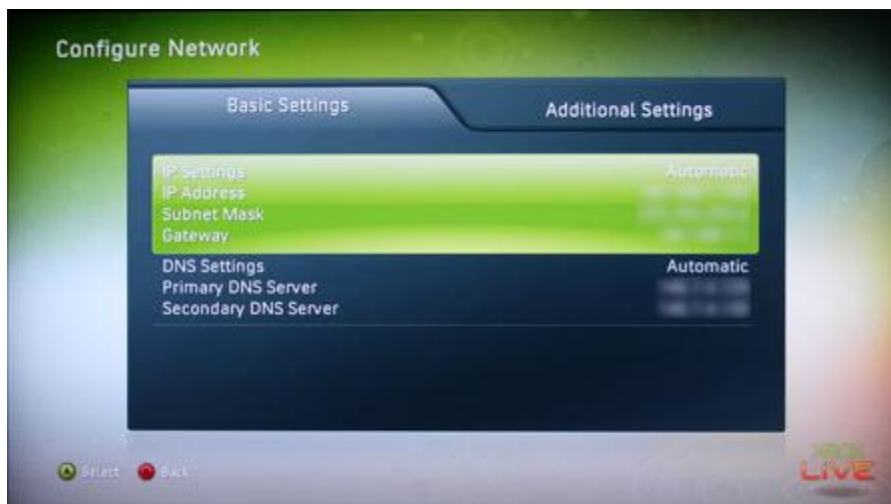 Configure Network
Basic Settings
Additional Settings
IP Settings Automatic
IP Address
Subnet Mask
Gateway
DNS Settings Automatic
Primary DNS Server
Secondary DNS Server
A Select B Back
XBOX
LIVE